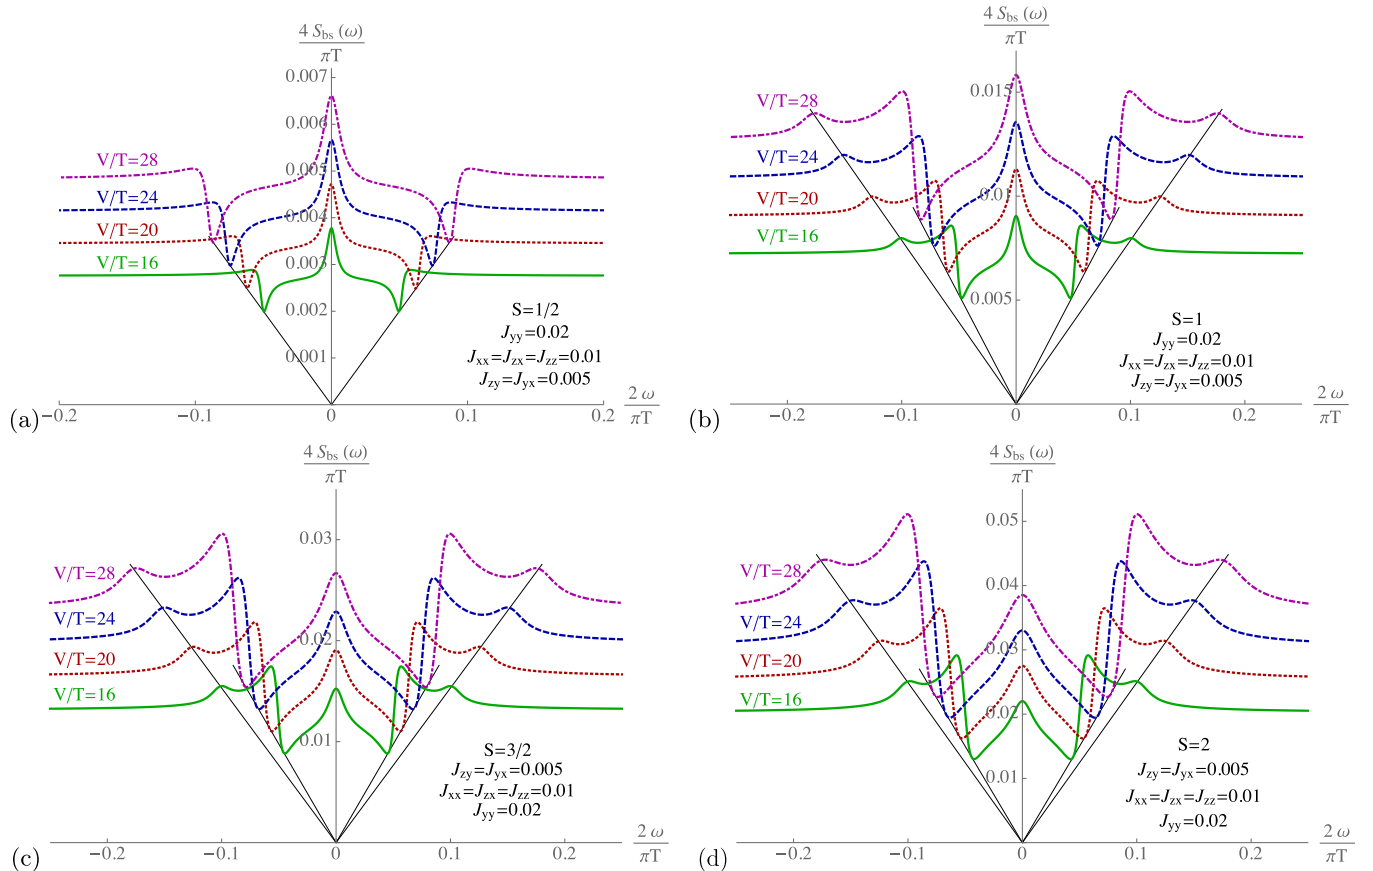 4 S_bs (ω)
πT
0.007
0.006
0.005
0.004
0.003
0.002
0.001
V/T=28
V/T=24
V/T=20
V/T=16
S=1/2
J_yy=0.02
J_xx=J_zx=J_zz=0.01
J_zy=J_yx=0.005
2 ω
πT
(a)
−0.2
−0.1
0
0.1
0.2
4 S_bs (ω)
πT
0.015
0.01
0.005
V/T=28
V/T=24
V/T=20
V/T=16
S=1
J_yy=0.02
J_xx=J_zx=J_zz=0.01
J_zy=J_yx=0.005
2 ω
πT
(b)
−0.2
−0.1
0
0.1
0.2
4 S_bs (ω)
πT
0.03
0.02
0.01
V/T=28
V/T=24
V/T=20
V/T=16
S=3/2
J_zy=J_yx=0.005
J_xx=J_zx=J_zz=0.01
J_yy=0.02
2 ω
πT
(c)
−0.2
−0.1
0
0.1
0.2
4 S_bs (ω)
πT
0.05
0.04
0.03
0.02
0.01
V/T=28
V/T=24
V/T=20
V/T=16
S=2
J_zy=J_yx=0.005
J_xx=J_zx=J_zz=0.01
J_yy=0.02
2 ω
πT
(d)
−0.2
−0.1
0
0.1
0.2